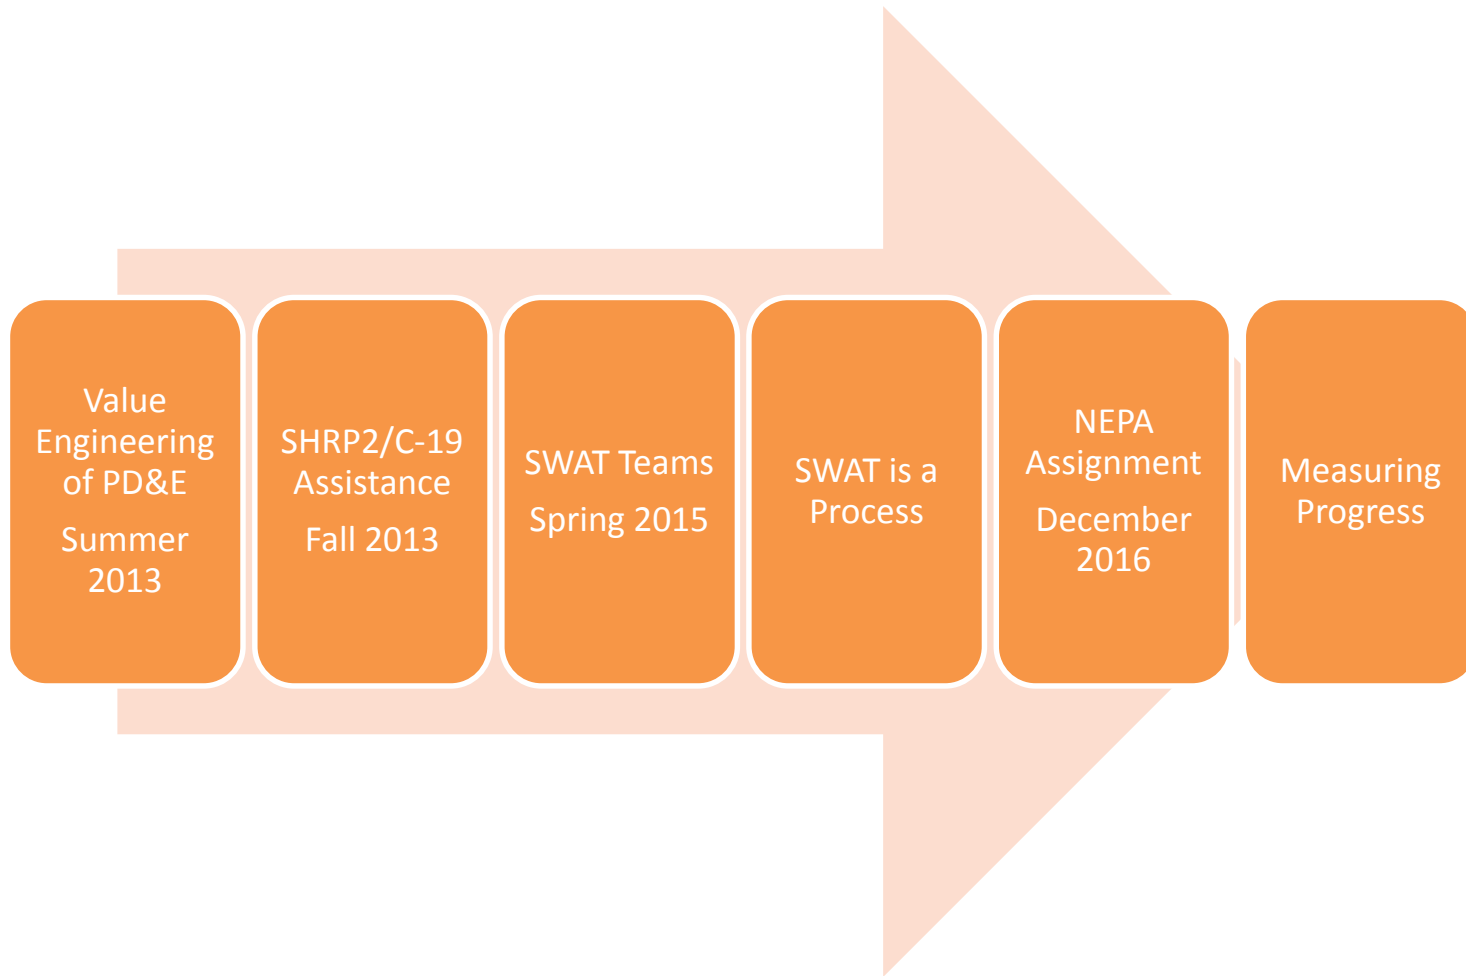 Value
Engineering
of PD&E
Summer
2013
SHRP2/C-19
Assistance
Fall 2013
SWAT Teams
Spring 2015
SWAT is a
Process
NEPA
Assignment
December
2016
Measuring
Progress